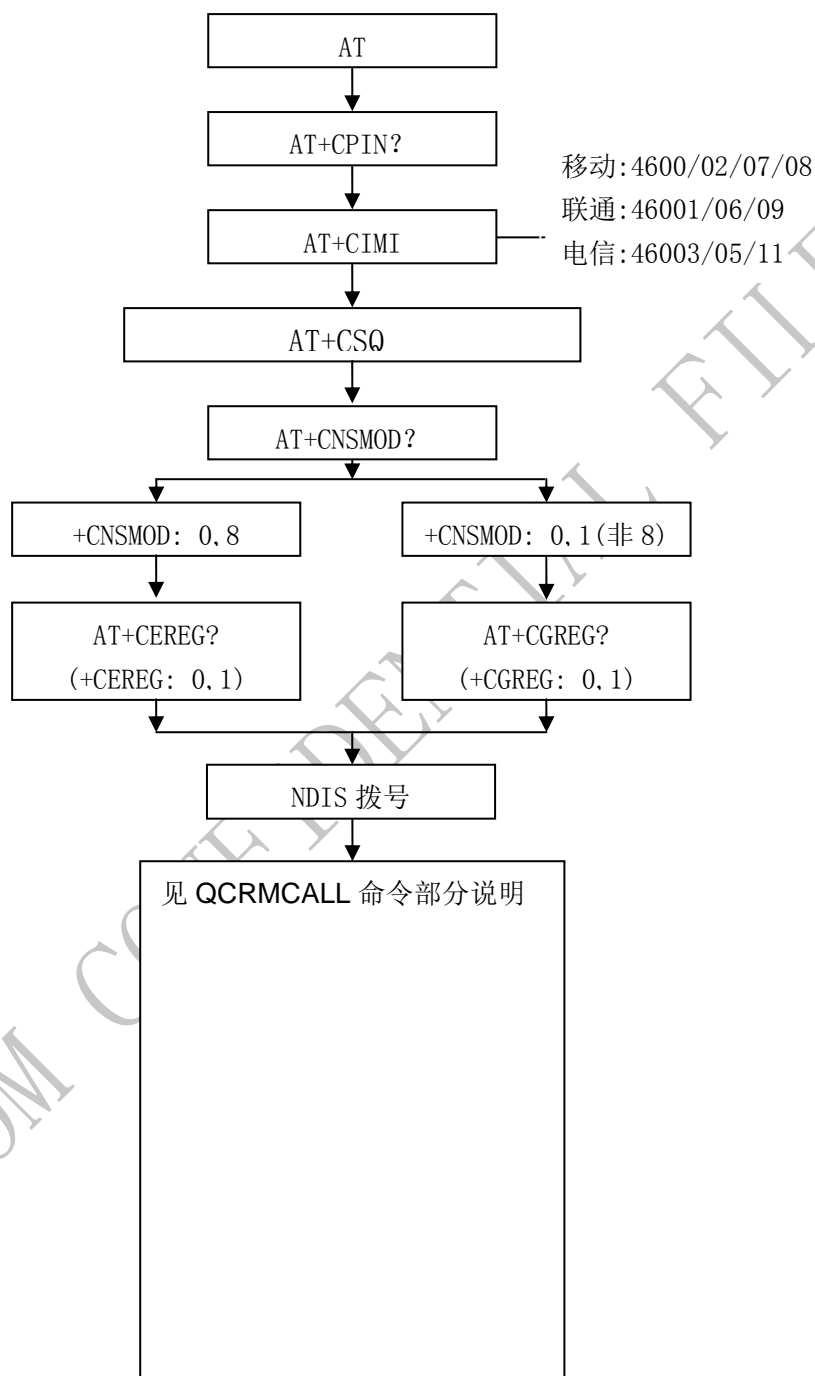 AT
AT+CPIN?
移动:4600/02/07/08
联通:46001/06/09
AT+CIMI
电信:46003/05/11
AT+CSQ
AT+CNSMOD?
+CNSMOD: 0,8
+CNSMOD: 0,1(非 8)
AT+CEREG?
(+CEREG: 0,1)
AT+CGREG?
(+CGREG: 0,1)
NDIS 拨号
见 QCRMCALL 命令部分说明